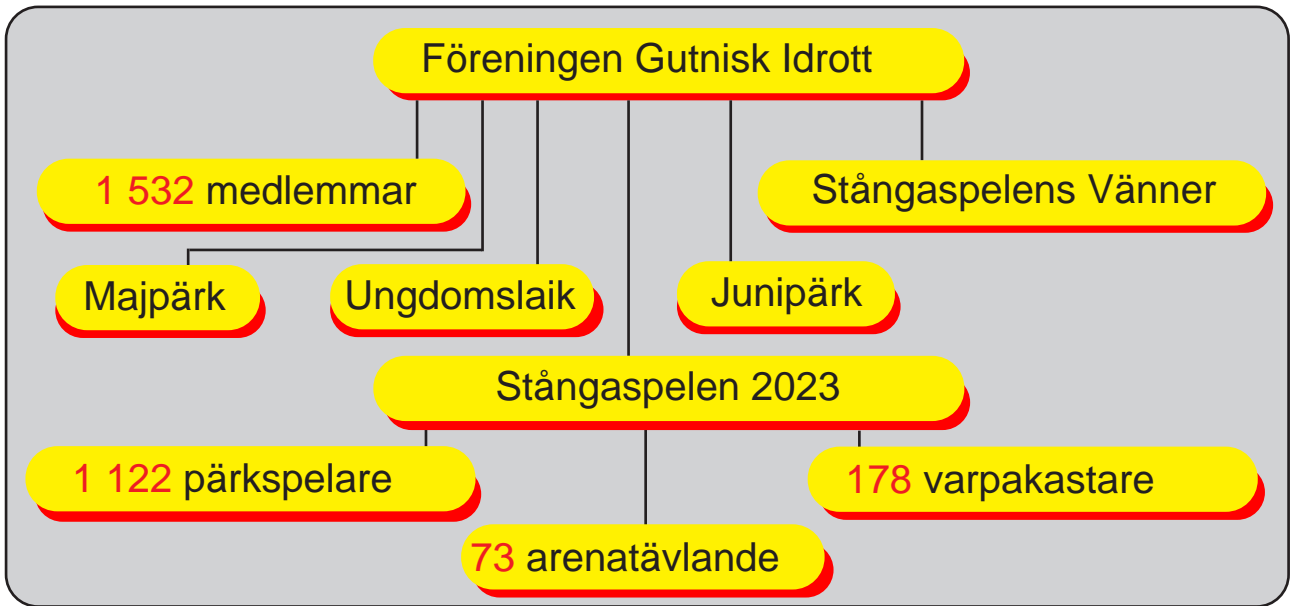 Föreningen Gutnisk Idrott
1 532 medlemmar
Stångaspelens Vänner
Majpärk
Ungdomslaik
Junipärk
Stångaspelen 2023
1 122 pärkspelare
178 varpakastare
73 arenatävlande